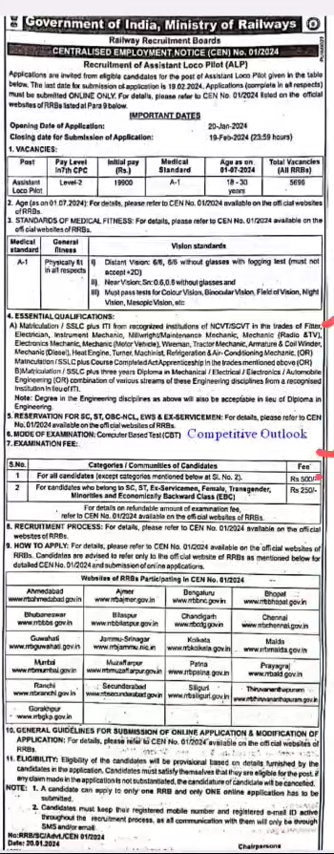 Government of India, Ministry of Railways
Railway Recruitment Boards
CENTRALISED EMPLOYMENT NOTICE (CEN) No. 01/2024
Recruitment of Assistant Loco Pilot (ALP)
Applications are invited from eligible candidates for the post of Assistant Loco Pilot given in the table
below. The last date for submission of application is 19.02.2024. Applications (complete in all respects)
must be submitted ONLINE ONLY. For details, please refer to CEN No. 01/2024 listed on the official
websites of RRBs listed at Para 9 below.
IMPORTANT DATES
Opening Date of Application: 20-Jan-2024
Closing date for Submission of Application: 19-Feb-2024 (23:59 hours)
1. VACANCIES:
Post Pay Level in 7th CPC Initial pay (Rs.) Medical Standard Age as on 01-07-2024 Total Vacancies (All RRBs)
Assistant Loco Pilot Level-2 19900 A-1 18 - 30 years 5696
2. Age (as on 01.07.2024): For details, please refer to CEN No. 01/2024 available on the official websites of RRBs.
3. STANDARDS OF MEDICAL FITNESS: For details, please refer to CEN No. 01/2024 available on the
official websites of RRBs.
Medical standard General Fitness Vision standards
A-1 Physically fit in all respects
i) Distant Vision: 6/6, 6/6 without glasses with fogging test (must not
accept +2D)
ii) Near Vision: Sn: 0.6, 0.6 without glasses and
iii) Must pass tests for Colour Vision, Binocular Vision, Field of Vision, Night
Vision, Mesopic Vision, etc
4. ESSENTIAL QUALIFICATIONS:
A) Matriculation / SSLC plus ITI from recognized institutions of NCVT/SCVT in the trades of Fitter,
Electrician, Instrument Mechanic, Millwright/Maintenance Mechanic, Mechanic (Radio &TV),
Electronics Mechanic, Mechanic (Motor Vehicle), Wireman, Tractor Mechanic, Armature & Coil Winder,
Mechanic (Diesel), Heat Engine, Turner, Machinist, Refrigeration & Air-Conditioning Mechanic. (OR)
Matriculation / SSLC plus Course Completed Act Apprenticeship in the trades mentioned above (OR)
B) Matriculation / SSLC plus three years Diploma in Mechanical / Electrical / Electronics / Automobile
Engineering (OR) combination of various streams of these Engineering disciplines from a recognised
Institution in lieu of ITI.
Note: Degree in the Engineering disciplines as above will also be acceptable in lieu of Diploma in
Engineering.
5. RESERVATION FOR SC, ST, OBC-NCL, EWS & EX-SERVICEMEN: For details, please refer to CEN
No. 01/2024 available on the official websites of RRBs.
6. MODE OF EXAMINATION: Computer Based Test (CBT) Competitive Outlook
7. EXAMINATION FEE:
S.No. Categories / Communities of Candidates Fee
1 For all candidates (except categories mentioned below at Sl. No. 2). Rs 500/-
2 For candidates who belong to SC, ST, Ex-Servicemen, Female, Transgender,
Minorities and Economically Backward Class (EBC) Rs 250/-
For details on refundable amount of examination fee,
refer to CEN No. 01/2024 available on the official websites of RRBs.
8. RECRUITMENT PROCESS: For details, please refer to CEN No. 01/2024 available on the official
websites of RRBs.
9. HOW TO APPLY: For details, please refer to CEN No. 01/2024 available on the official websites of RRBs.
Candidates are advised to refer only to the official website of RRBs as mentioned below for
detailed CEN 01/2024 and submission of online applications.
Websites of RRBs Participating in CEN No. 01/2024
Ahmedabad Ajmer Bengaluru Bhopal
www.rrbahmedabad.gov.in www.rrbajmer.gov.in www.rrbbnc.gov.in www.rrbbhopal.gov.in
Bhubaneswar Bilaspur Chandigarh Chennai
www.rrbbbs.gov.in www.rrbbilaspur.gov.in www.rrbcdg.gov.in www.rrbchennai.gov.in
Guwahati Jammu-Srinagar Kolkata Malda
www.rrbguwahati.gov.in www.rrbjammu.nic.in www.rrbkolkata.gov.in www.rrbmalda.gov.in
Mumbai Muzaffarpur Patna Prayagraj
www.rrbmumbai.gov.in www.rrbmuzaffarpur.gov.in www.rrbpatna.gov.in www.rrbald.gov.in
Ranchi Secunderabad Siliguri Thiruvananthapuram
www.rrbranchi.gov.in www.rrbsecunderabad.gov.in www.rrbsiliguri.gov.in www.rrbthiruvananthapuram.gov.in
Gorakhpur
www.rrbgkp.gov.in
10. GENERAL GUIDELINES FOR SUBMISSION OF ONLINE APPLICATION & MODIFICATION OF
APPLICATION: For details, please refer to CEN No. 01/2024 available on the official websites of
RRBs.
11. ELIGIBILITY: Eligibility of the candidates will be provisional based on details furnished by the
candidates in the application. Candidates must satisfy themselves that they are eligible for the post, if
any claim made in the application is not substantiated, the candidature of candidate will be cancelled.
NOTE: 1. A candidate can apply to only one RRB and only ONE online application has to be
submitted.
2. Candidates must keep their registered mobile number and registered e-mail ID active
throughout the recruitment process, as all communication with them will only be through
SMS and/or email.
No:RRB/SC/Advt./CEN 01/2024
Date: 20.01.2024 Chairpersons